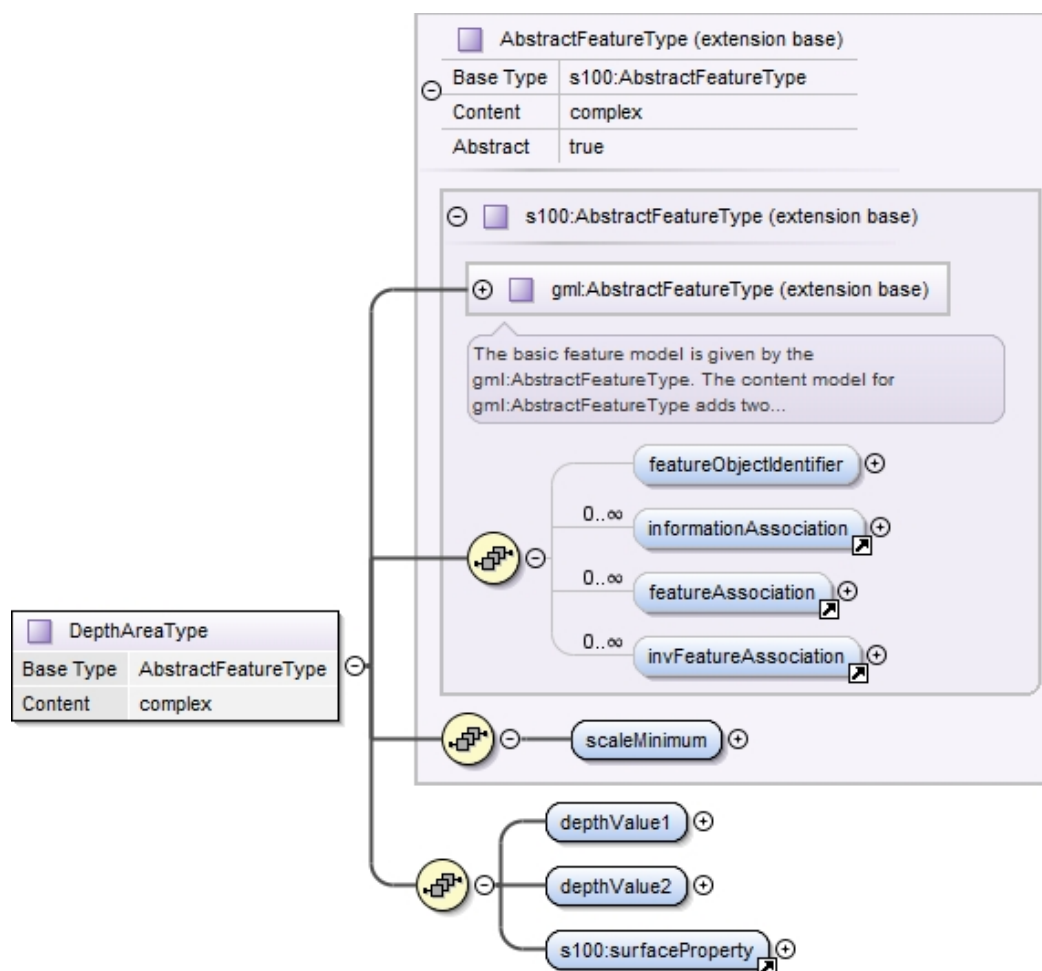 AbstractFeatureType (extension base)
Base Type s100:AbstractFeatureType
Content complex
Abstract true
s100:AbstractFeatureType (extension base)
gml:AbstractFeatureType (extension base)
The basic feature model is given by the
gml:AbstractFeatureType. The content model for
gml:AbstractFeatureType adds two...
featureObjectIdentifier
0..∞
informationAssociation
0..∞
featureAssociation
0..∞
invFeatureAssociation
DepthAreaType
Base Type AbstractFeatureType
Content complex
scaleMinimum
depthValue1
depthValue2
s100:surfaceProperty